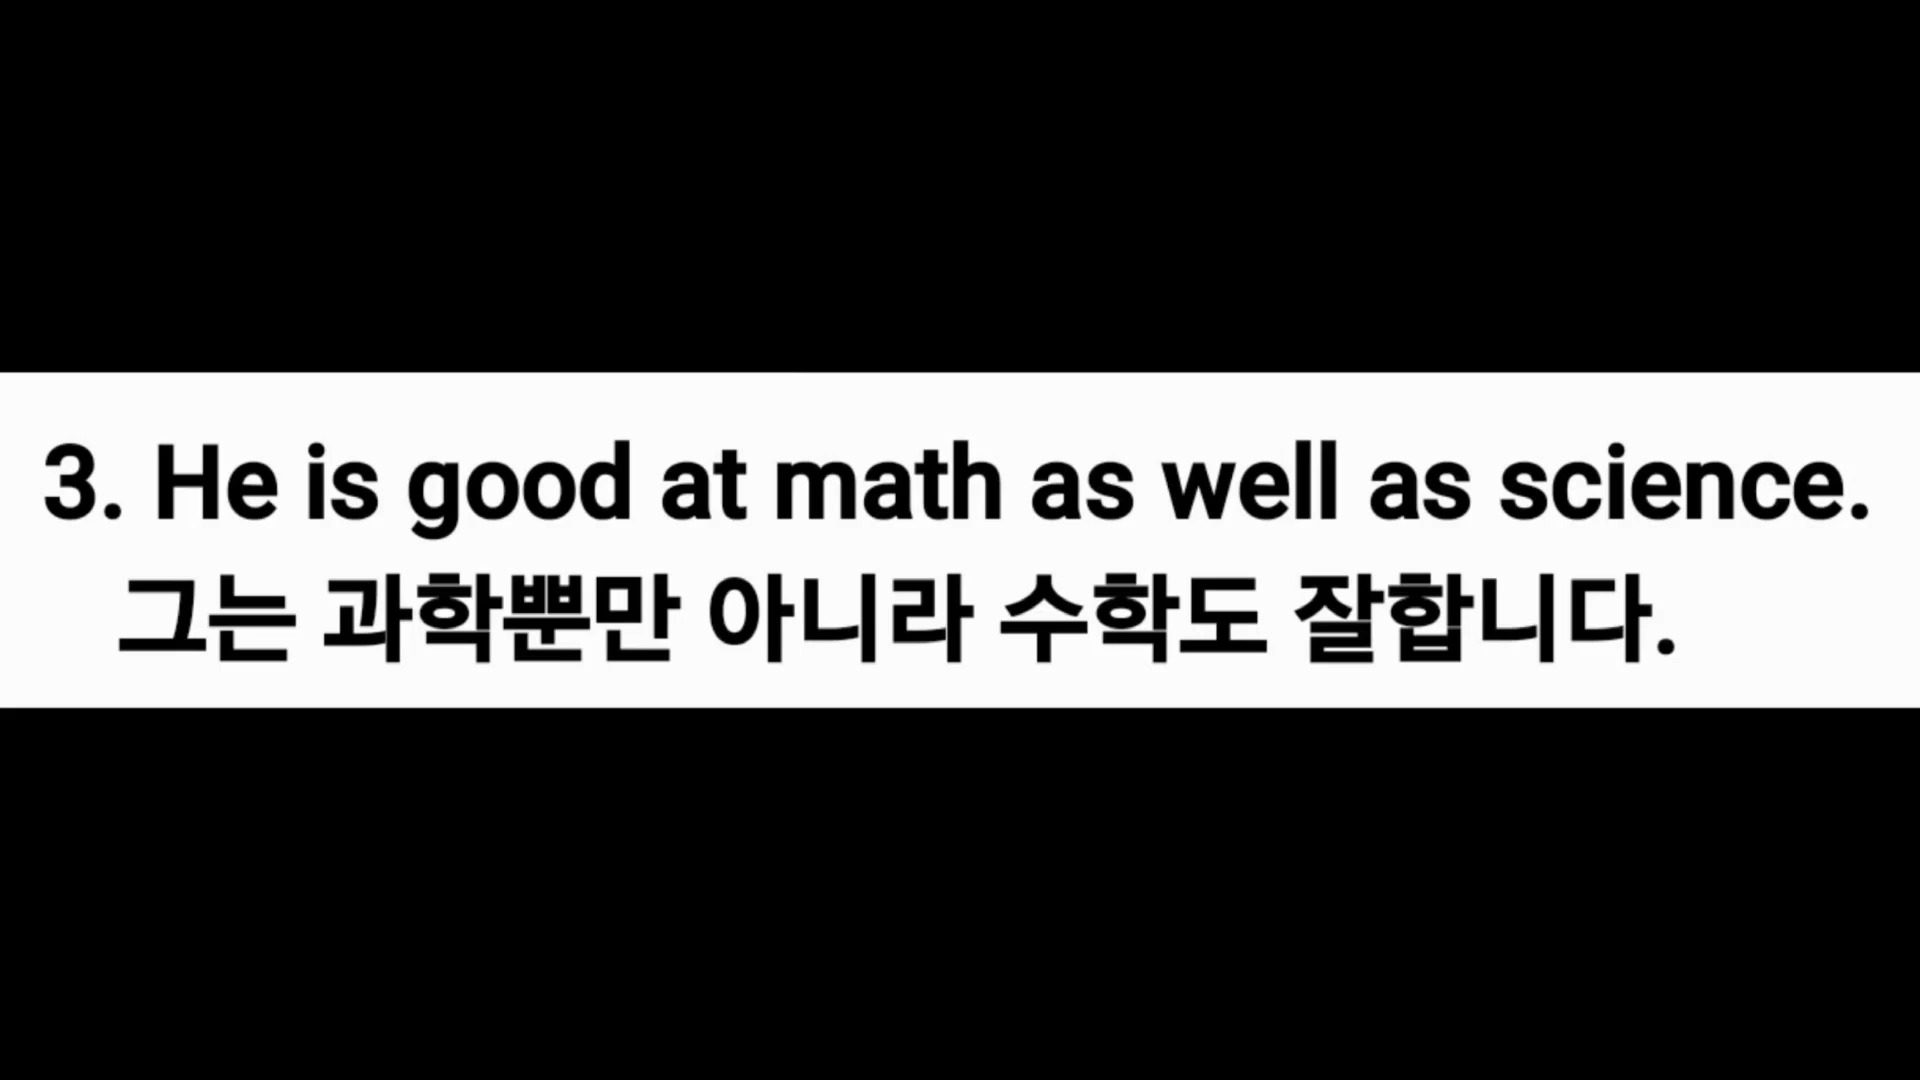 3. He is good at math as well as science.
그는 과학뿐만 아니라 수학도 잘합니다.